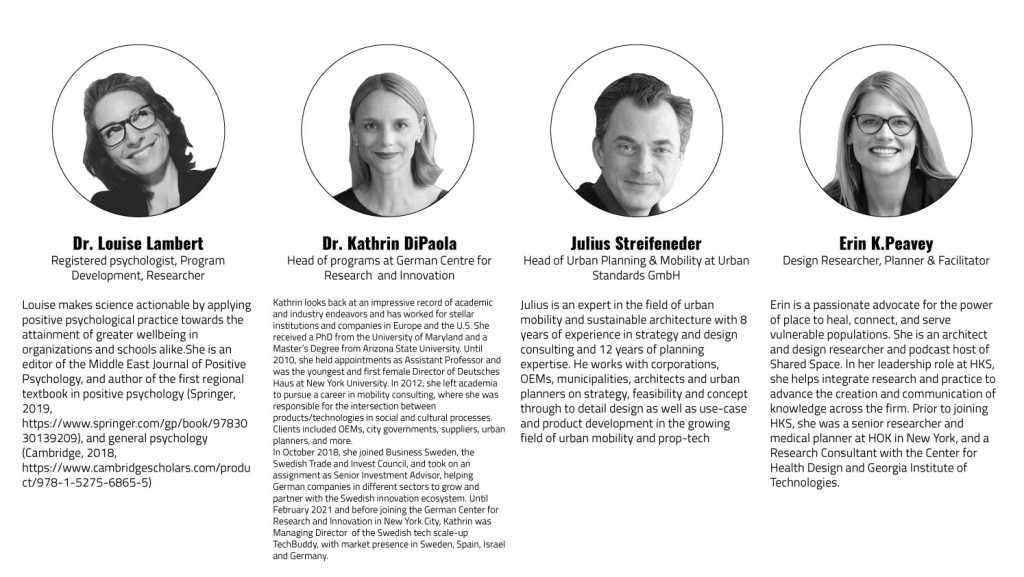 Dr. Louise Lambert
Registered psychologist, Program
Development, Researcher
Louise makes science actionable by applying
positive psychological practice towards the
attainment of greater wellbeing in
organizations and schools alike.She is an
editor of the Middle East Journal of Positive
Psychology, and author of the first regional
textbook in positive psychology (Springer,
2019,
https://www.springer.com/gp/book/97830
30139209), and general psychology
(Cambridge, 2018,
https://www.cambridgescholars.com/produ
ct/978-1-5275-6865-5)
Dr. Kathrin DiPaola
Head of programs at German Centre for
Research and Innovation
Kathrin looks back at an impressive record of academic
and industry endeavors and has worked for stellar
institutions and companies in Europe and the U.S. She
received a PhD from the University of Maryland and a
Master's Degree from Arizona State University. Until
2010, she held appointments as Assistant Professor and
was the youngest and first female Director of Deutsches
Haus at New York University. In 2012, she left academia
to pursue a career in mobility consulting, where she was
responsible for the intersection between
products/technologies in social and cultural processes.
Clients included OEMs, city governments, suppliers, urban
planners, and more.
In October 2018, she joined Business Sweden, the
Swedish Trade and Invest Council, and took on an
assignment as Senior Investment Advisor, helping
German companies in different sectors to grow and
partner with the Swedish innovation ecosystem. Until
February 2021 and before joining the German Center for
Research and Innovation in New York City, Kathrin was
Managing Director of the Swedish tech scale-up
TechBuddy, with market presence in Sweden, Spain, Israel
and Germany.
Julius Streifeneder
Head of Urban Planning & Mobility at Urban
Standards GmbH
Julius is an expert in the field of urban
mobility and sustainable architecture with 8
years of experience in strategy and design
consulting and 12 years of planning
expertise. He works with corporations,
OEMs, municipalities, architects and urban
planners on strategy, feasibility and concept
through to detail design as well as use-case
and product development in the growing
field of urban mobility and prop-tech
Erin K.Peavey
Design Researcher, Planner & Facilitator
Erin is a passionate advocate for the power
of place to heal, connect, and serve
vulnerable populations. She is an architect
and design researcher and podcast host of
Shared Space. In her leadership role at HKS,
she helps integrate research and practice to
advance the creation and communication of
knowledge across the firm. Prior to joining
HKS, she was a senior researcher and
medical planner at HOK in New York, and a
Research Consultant with the Center for
Health Design and Georgia Institute of
Technologies.